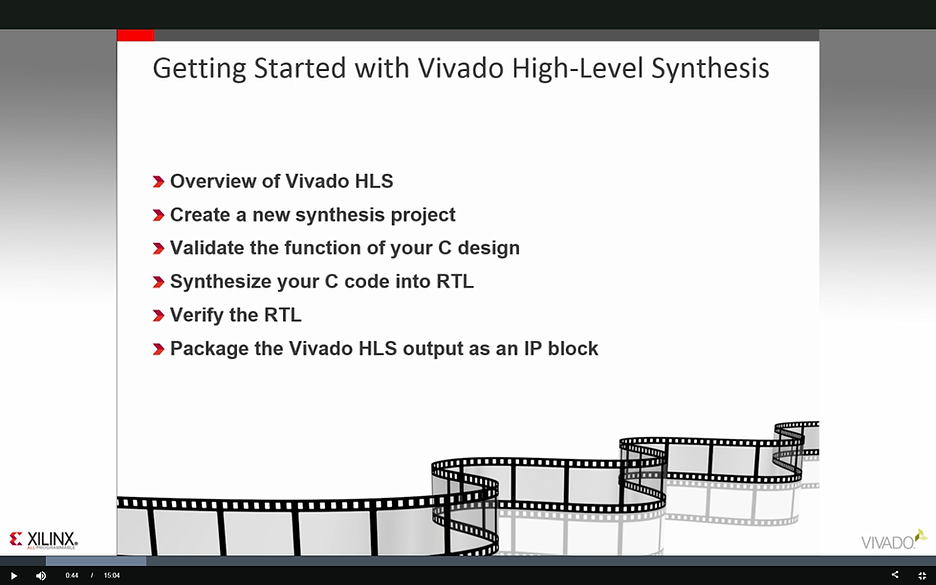 Getting Started with Vivado High-Level Synthesis
Overview of Vivado HLS
Create a new synthesis project
Validate the function of your C design
Synthesize your C code into RTL
Verify the RTL
Package the Vivado HLS output as an IP block
XILINX
ALL PROGRAMMABLE
VIVADO
0:44 / 15:04